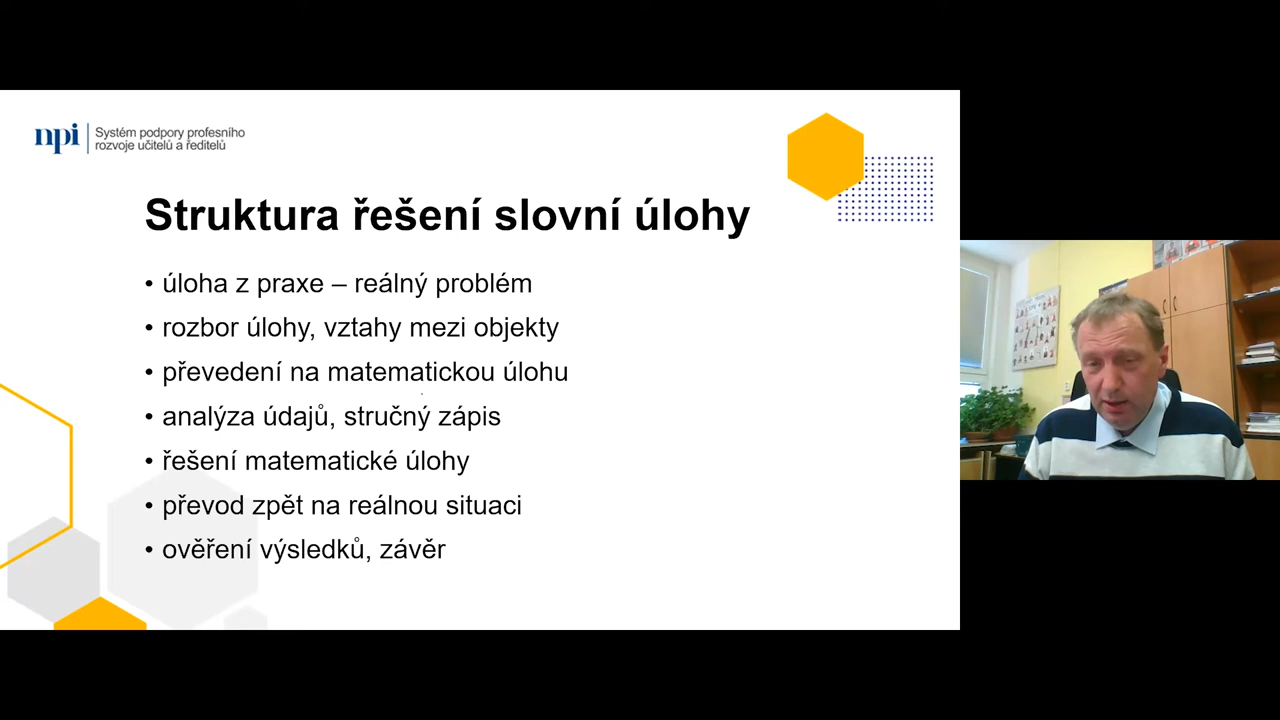 npi
Systém podpory profesního
rozvoje učitelů a ředitelů
Struktura řešení slovní úlohy
• úloha z praxe – reálný problém
• rozbor úlohy, vztahy mezi objekty
• převedení na matematickou úlohu
• analýza údajů, stručný zápis
• řešení matematické úlohy
• převod zpět na reálnou situaci
• ověření výsledků, závěr